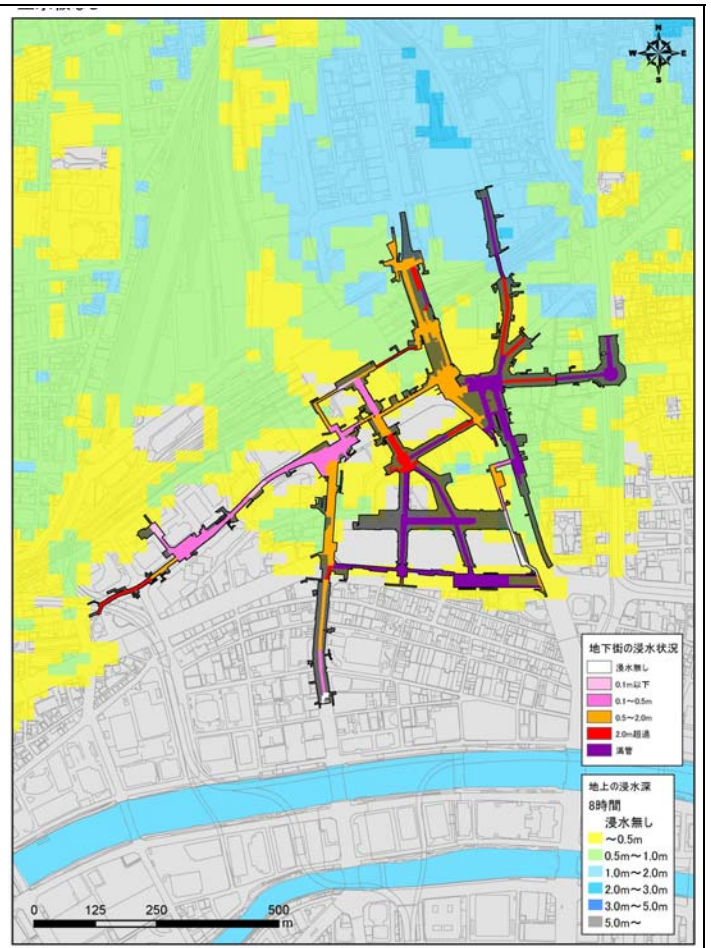 N
W E
S
地下街の浸水状況
浸水無し
0.1m以下
0.1～0.5m
0.5～2.0m
2.0m超過
満管
地上の浸水深
8時間
浸水無し
～0.5m
0.5m～1.0m
1.0m～2.0m
2.0m～3.0m
3.0m～5.0m
5.0m～
0 125 250 500
m